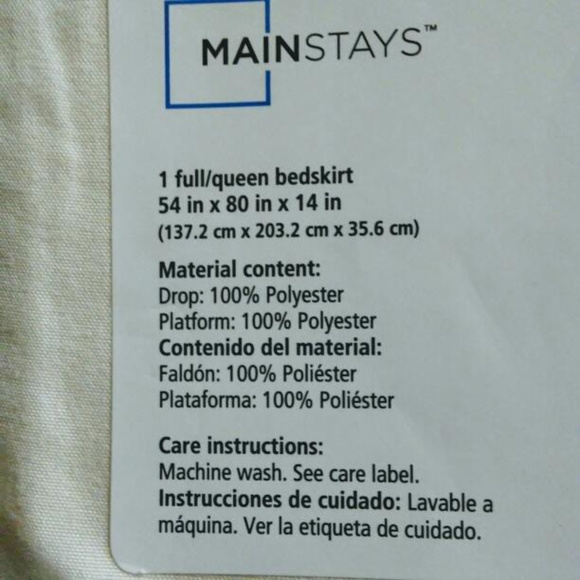 MAINSTAYS™
1 full/queen bedskirt
54 in x 80 in x 14 in
(137.2 cm x 203.2 cm x 35.6 cm)
Material content:
Drop: 100% Polyester
Platform: 100% Polyester
Contenido del material:
Faldón: 100% Poliéster
Plataforma: 100% Poliéster
Care instructions:
Machine wash. See care label.
Instrucciones de cuidado: Lavable a
máquina. Ver la etiqueta de cuidado.